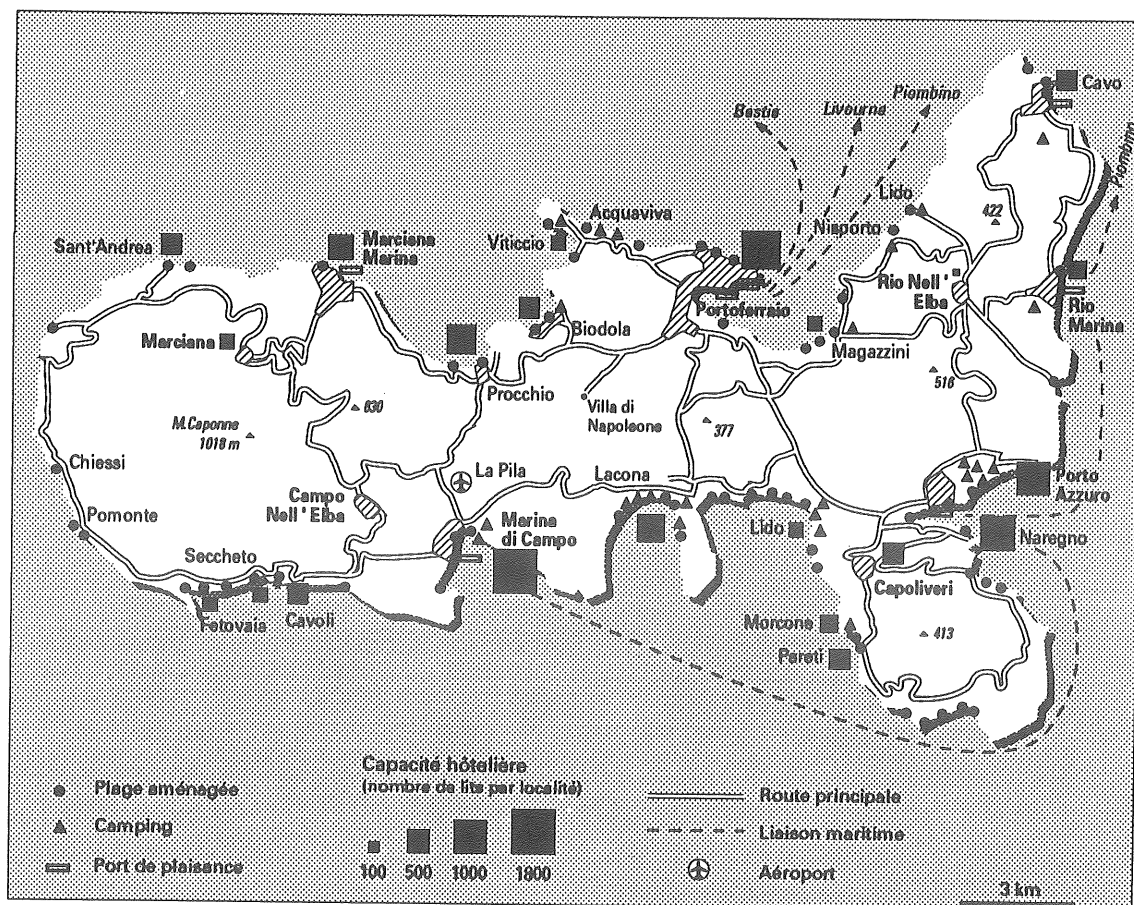 Bastia
Livourna
Piombino
Cavo
Piombino
Lido
422
Nisporto
Acquaviva
Viticcio
Sant'Andrea
Marciana
Marina
Rio Nell'
Elba
Portoferraio
Rio
Marina
Marciana
Biodola
Magazzini
516
Procchio
Villa di
Napoleone
630
377
M.Caponne
1018 m
La Pila
Lacona
Porto
Azzuro
Chiessi
Campo
Nell'Elba
Pomonte
Marina
di Campo
Lido
Naregno
Seccheto
Capoliveri
Fetovaia
Cavoli
Morcone
413
Pareti
Capacité hôtelière
(nombre de lits par localité)
Plage aménagée
Camping
Port de plaisance
100 500 1000 1800
Route principale
Liaison maritime
Aéroport
3 km